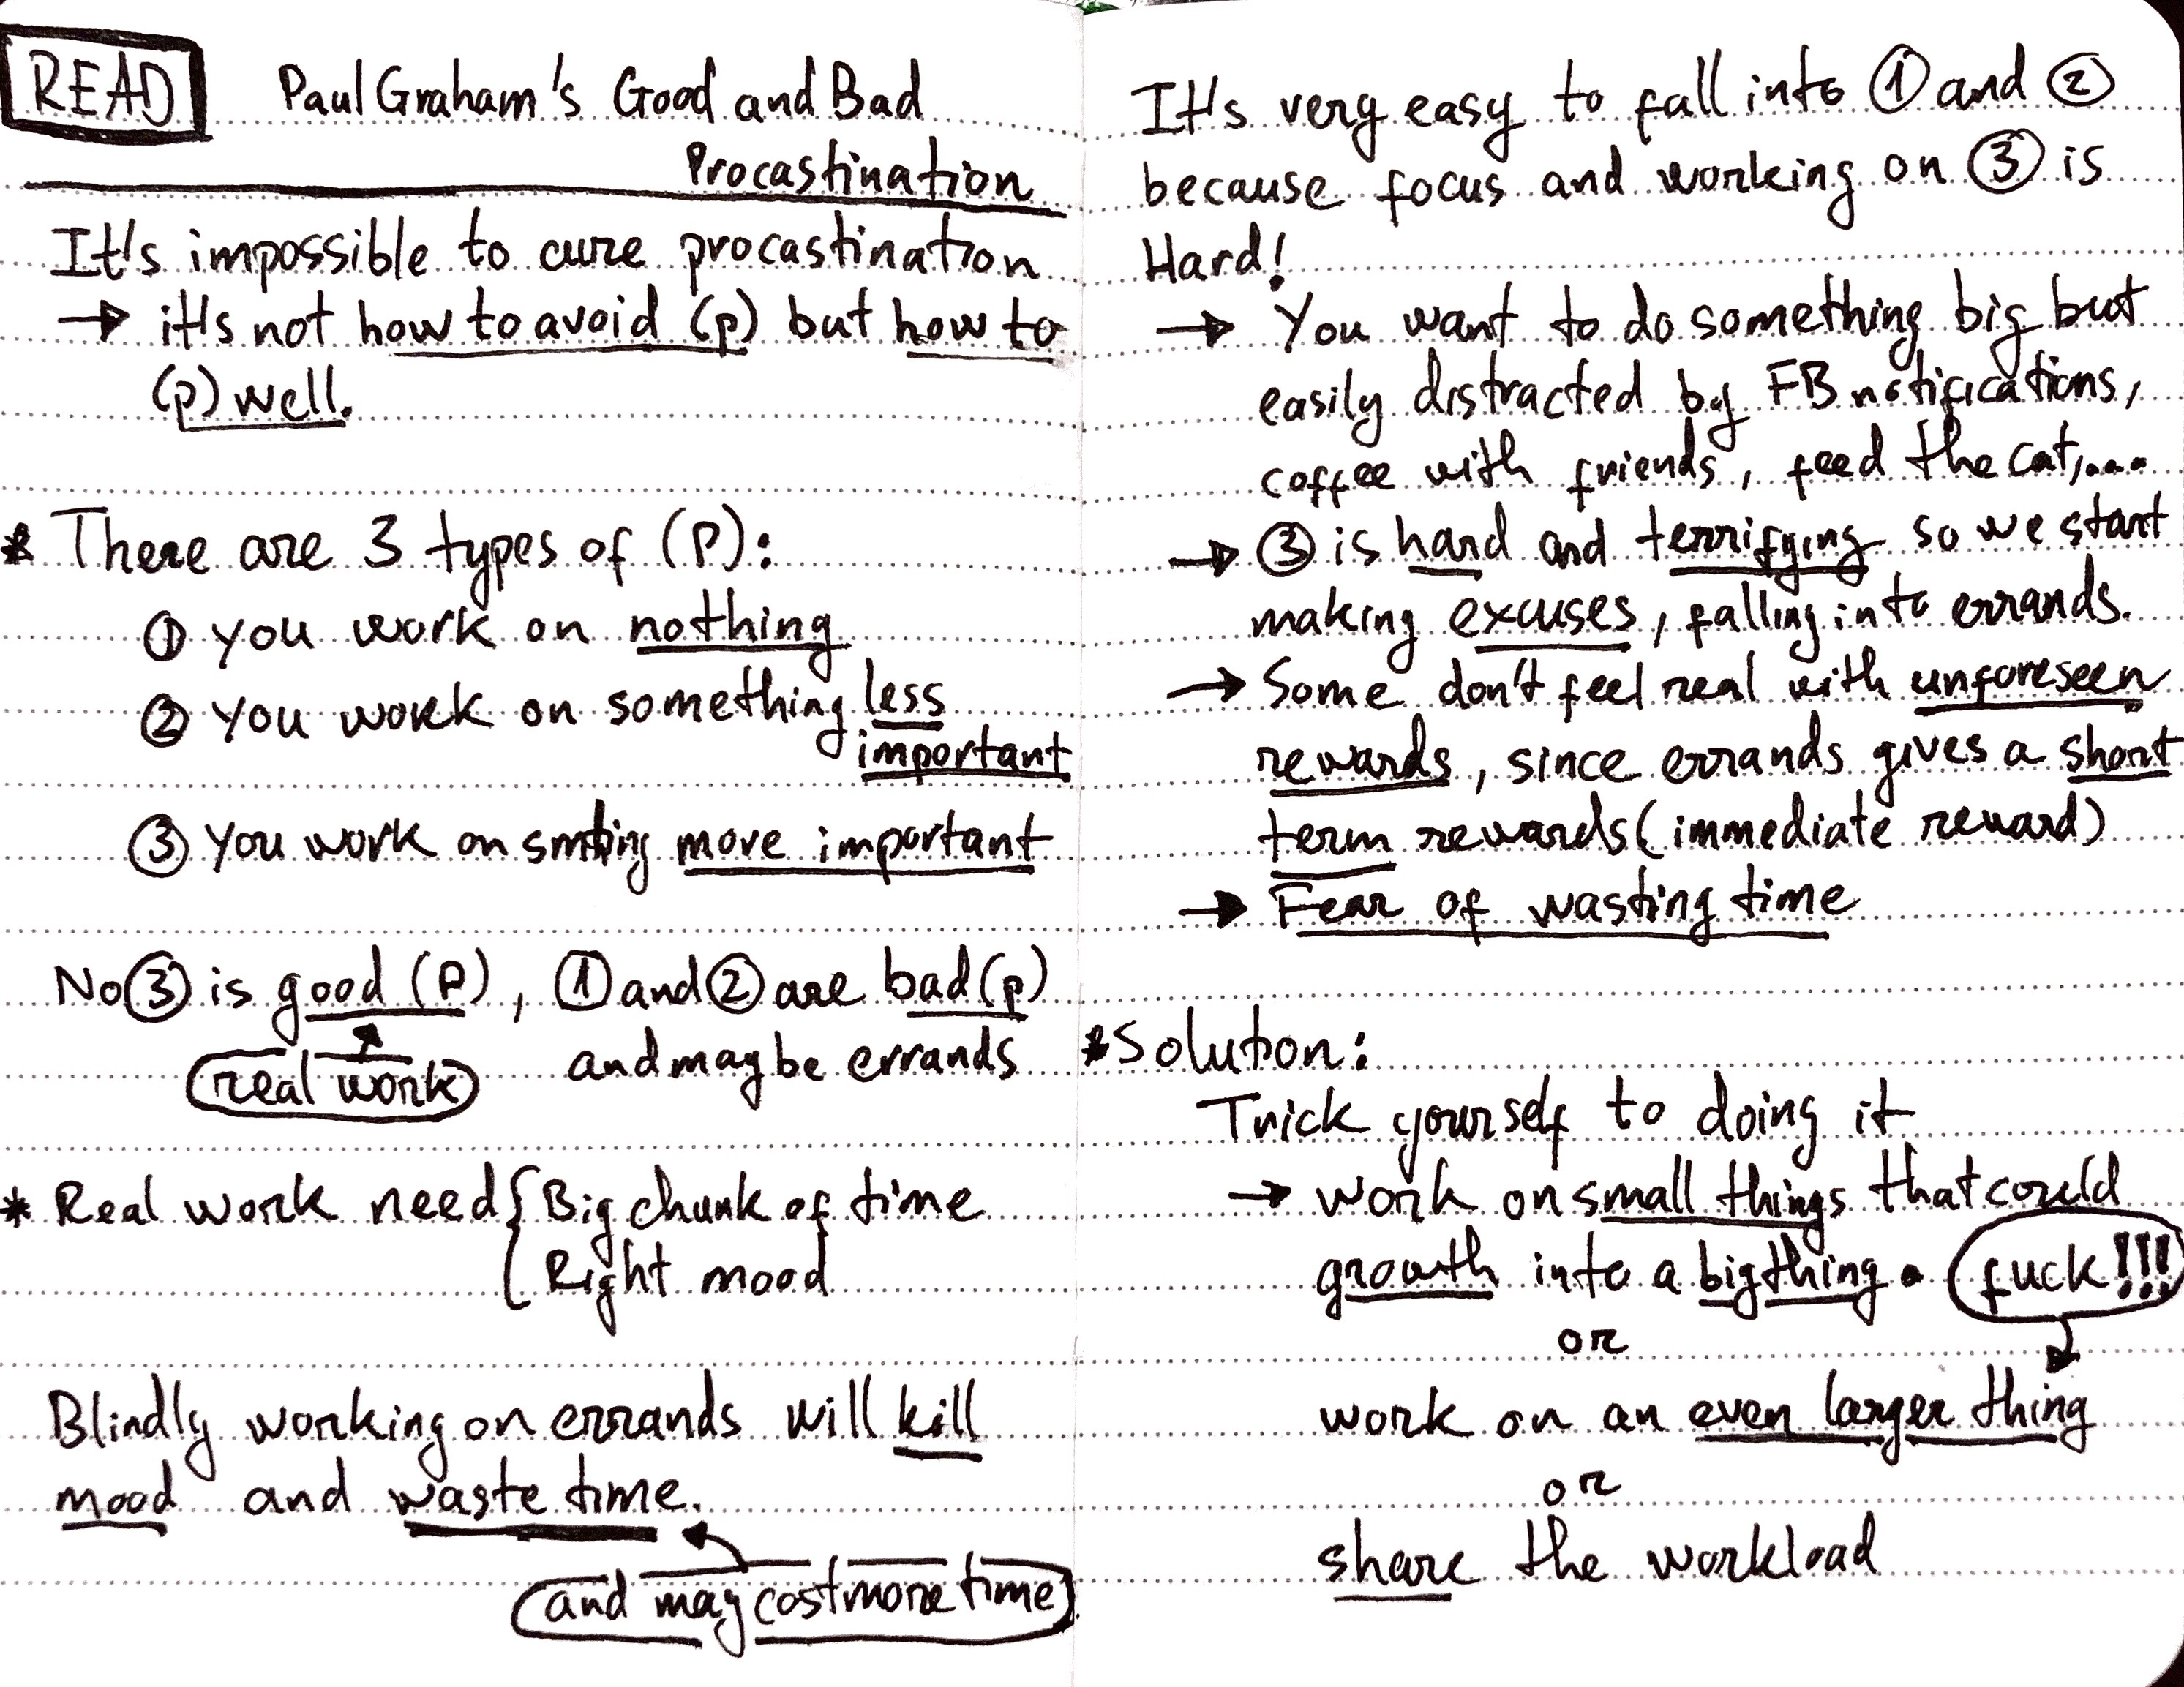 READ Paul Graham's Good and Bad
Procastination
It's impossible to cure procastination
→ it's not how to avoid (p) but how to
(p) well.
* There are 3 types of (P):
① you work on nothing
② you work on something less
important
③ you work on smthing more important
No ③ is good (P), ① and ② are bad (p)
real work and maybe errands
* Real work need { Big chunk of time
Right mood
Blindly working on errands will kill
mood and waste time.
and may cost more time
It's very easy to fall into ① and ②
because focus and working on ③ is
Hard!
→ You want to do something big but
easily distracted by FB notifications,
coffee with friends, feed the cat,...
→ ③ is hard and terrifying so we start
making excuses, falling into errands.
→ Some don't feel real with unforeseen
rewards, since errands gives a short
term rewards (immediate reward)
→ Fear of wasting time
* Solution:
Trick yourself to doing it
→ work on small things that could
growth into a big thing. fuck!!!
or
work on an even larger thing
or
share the workload